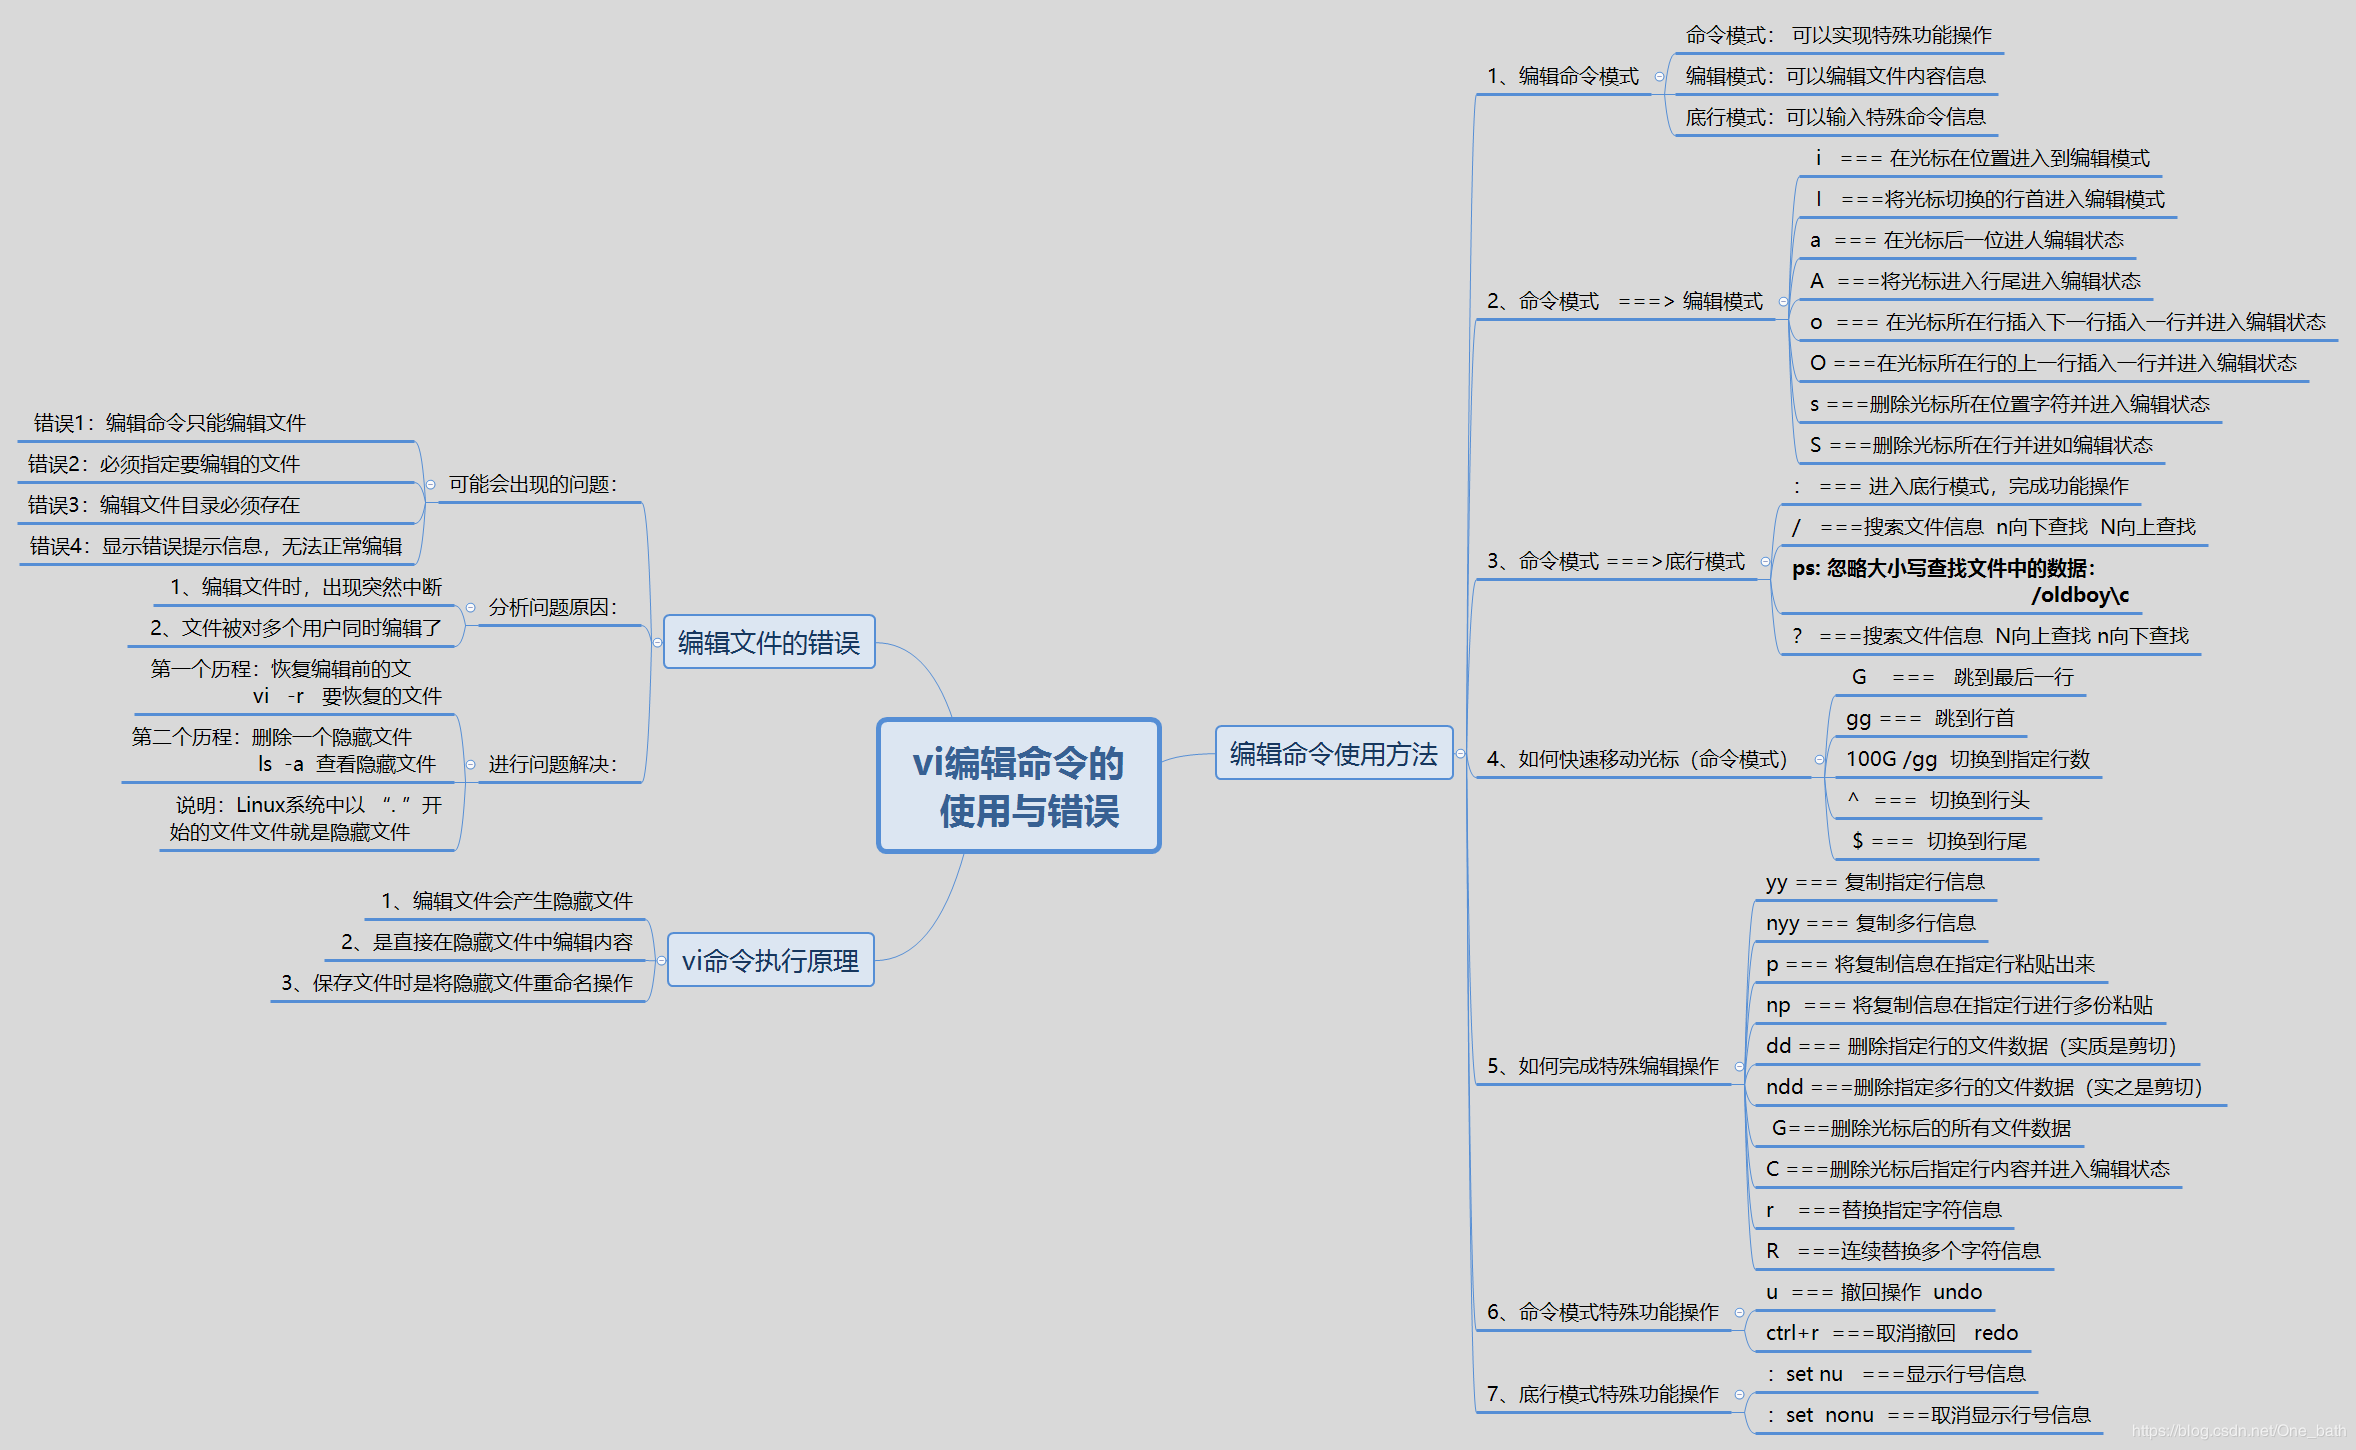 vi编辑命令的
使用与错误
编辑命令使用方法
1、编辑命令模式
命令模式： 可以实现特殊功能操作
编辑模式：可以编辑文件内容信息
底行模式：可以输入特殊命令信息
2、命令模式 ===> 编辑模式
i === 在光标在位置进入到编辑模式
I ===将光标切换的行首进入编辑模式
a === 在光标后一位进人编辑状态
A ===将光标进入行尾进入编辑状态
o === 在光标所在行插入下一行插入一行并进入编辑状态
O ===在光标所在行的上一行插入一行并进入编辑状态
s ===删除光标所在位置字符并进入编辑状态
S ===删除光标所在行并进如编辑状态
3、命令模式 ===>底行模式
： === 进入底行模式，完成功能操作
/ ===搜索文件信息 n向下查找 N向上查找
ps: 忽略大小写查找文件中的数据：
/oldboy\c
? ===搜索文件信息 N向上查找 n向下查找
4、如何快速移动光标（命令模式）
G === 跳到最后一行
gg === 跳到行首
100G /gg 切换到指定行数
^ === 切换到行头
$ === 切换到行尾
5、如何完成特殊编辑操作
yy === 复制指定行信息
nyy === 复制多行信息
p === 将复制信息在指定行粘贴出来
np === 将复制信息在指定行进行多份粘贴
dd === 删除指定行的文件数据（实质是剪切）
ndd ===删除指定多行的文件数据（实之是剪切）
G===删除光标后的所有文件数据
C ===删除光标后指定行内容并进入编辑状态
r ===替换指定字符信息
R ===连续替换多个字符信息
6、命令模式特殊功能操作
u === 撤回操作 undo
ctrl+r ===取消撤回 redo
7、底行模式特殊功能操作
：set nu ===显示行号信息
：set nonu ===取消显示行号信息
编辑文件的错误
可能会出现的问题：
错误1：编辑命令只能编辑文件
错误2：必须指定要编辑的文件
错误3：编辑文件目录必须存在
错误4：显示错误提示信息，无法正常编辑
分析问题原因：
1、编辑文件时，出现突然中断
2、文件被对多个用户同时编辑了
进行问题解决：
第一个历程：恢复编辑前的文
vi -r 要恢复的文件
第二个历程：删除一个隐藏文件
ls -a 查看隐藏文件
说明：Linux系统中以 “. ” 开
始的文件文件就是隐藏文件
vi命令执行原理
1、编辑文件会产生隐藏文件
2、是直接在隐藏文件中编辑内容
3、保存文件时是将隐藏文件重命名操作
https://blog.csdn.net/One_bath